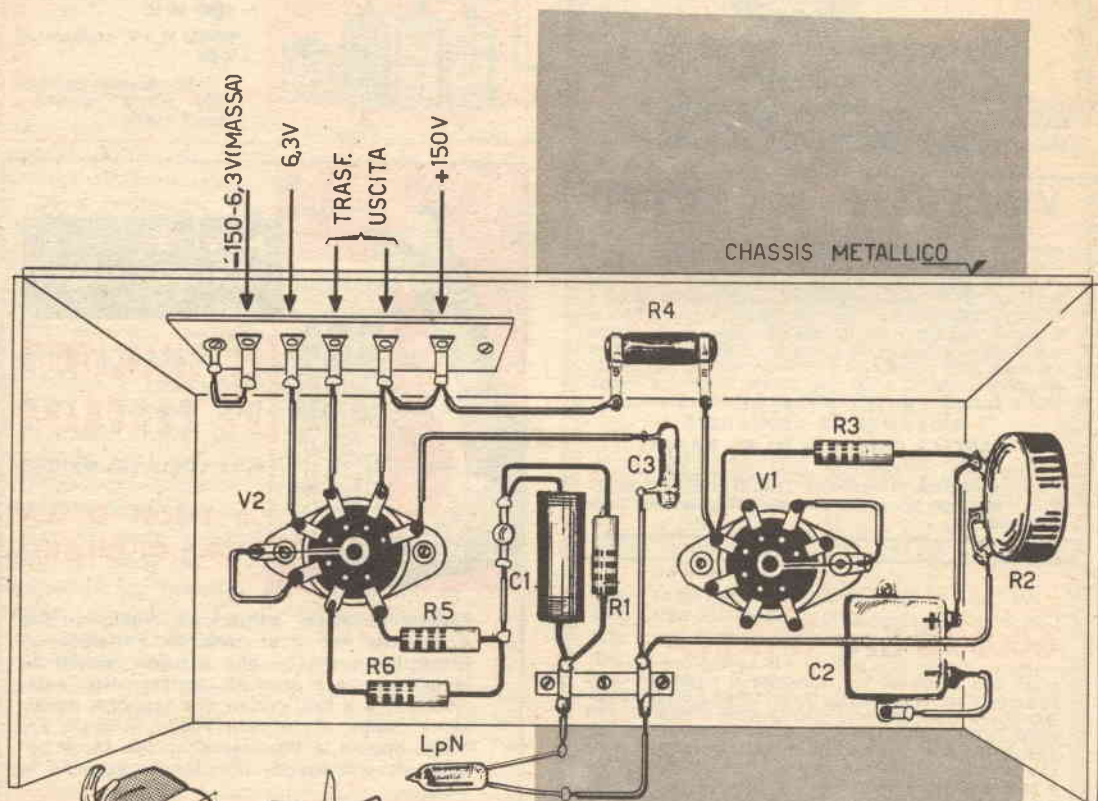 -150-6,3V(MASSA)
6,3V
TRASF.
USCITA
+150V
CHASSIS METALLICO
R4
R3
C3
V1
V2
C1
R1
R2
R5
R6
C2
+
-
LpN